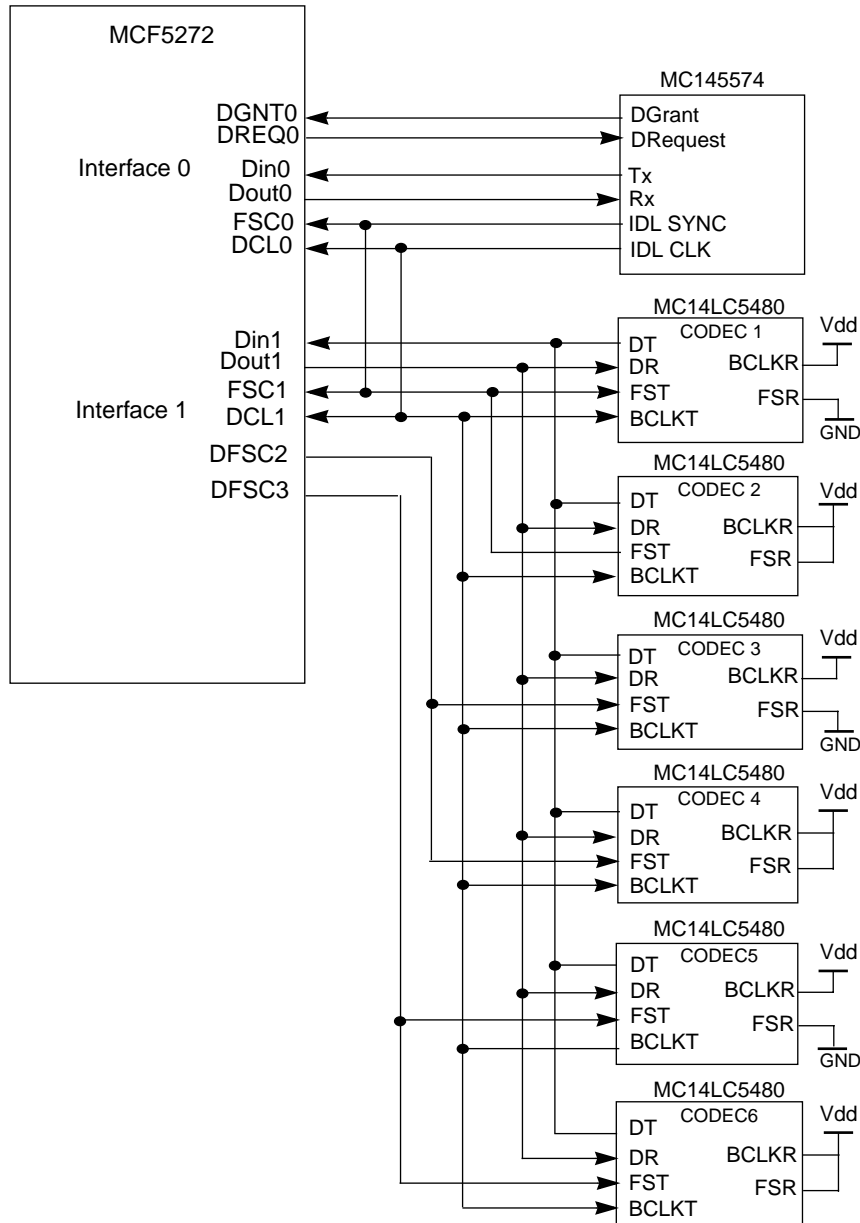 MCF5272
DGNT0
DREQ0
Interface 0
Din0
Dout0
FSC0
DCL0
Din1
Dout1
FSC1
Interface 1
DCL1
DFSC2
DFSC3
MC145574
DGrant
DRequest
Tx
Rx
IDL SYNC
IDL CLK
MC14LC5480
CODEC 1
Vdd
DT
BCLKR
DR
FST
FSR
BCLKT
GND
MC14LC5480
CODEC 2
Vdd
DT
DR
BCLKR
FST
FSR
BCLKT
MC14LC5480
CODEC 3
Vdd
DT
BCLKR
DR
FST
FSR
BCLKT
GND
MC14LC5480
CODEC 4
Vdd
DT
DR
BCLKR
FST
FSR
BCLKT
MC14LC5480
CODEC5
Vdd
DT
DR
BCLKR
FST
FSR
BCLKT
GND
MC14LC5480
CODEC6
Vdd
DT
DR
BCLKR
FST
FSR
BCLKT